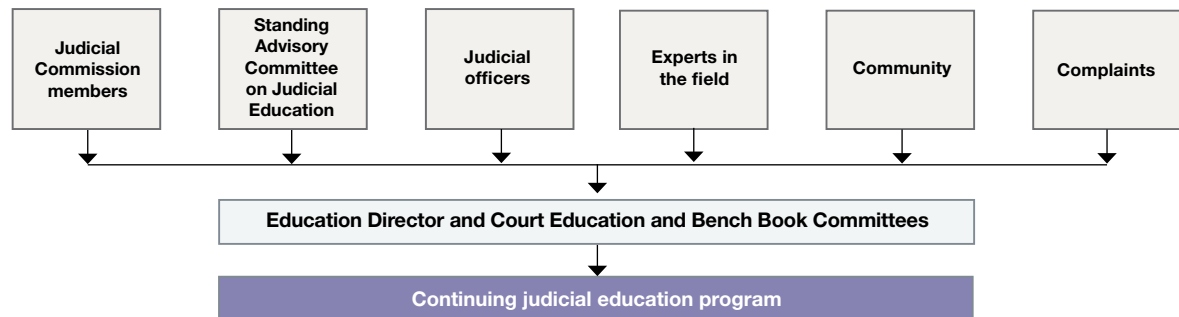 Judicial
Commission
members
Standing
Advisory
Committee
on Judicial
Education
Judicial
officers
Experts in
the field
Community
Complaints
Education Director and Court Education and Bench Book Committees
Continuing judicial education program